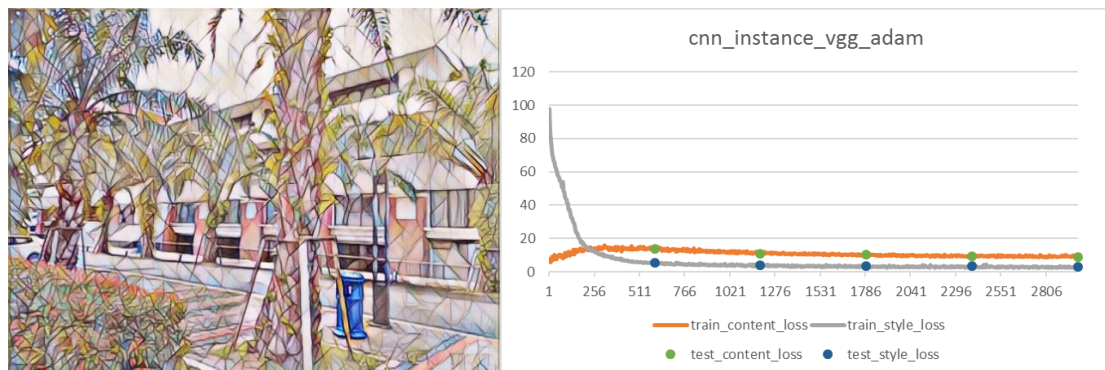 cnn_instance_vgg_adam
120
100
80
60
40
20
0
1 256 511 766 1021 1276 1531 1786 2041 2296 2551 2806
train_content_loss train_style_loss
test_content_loss test_style_loss